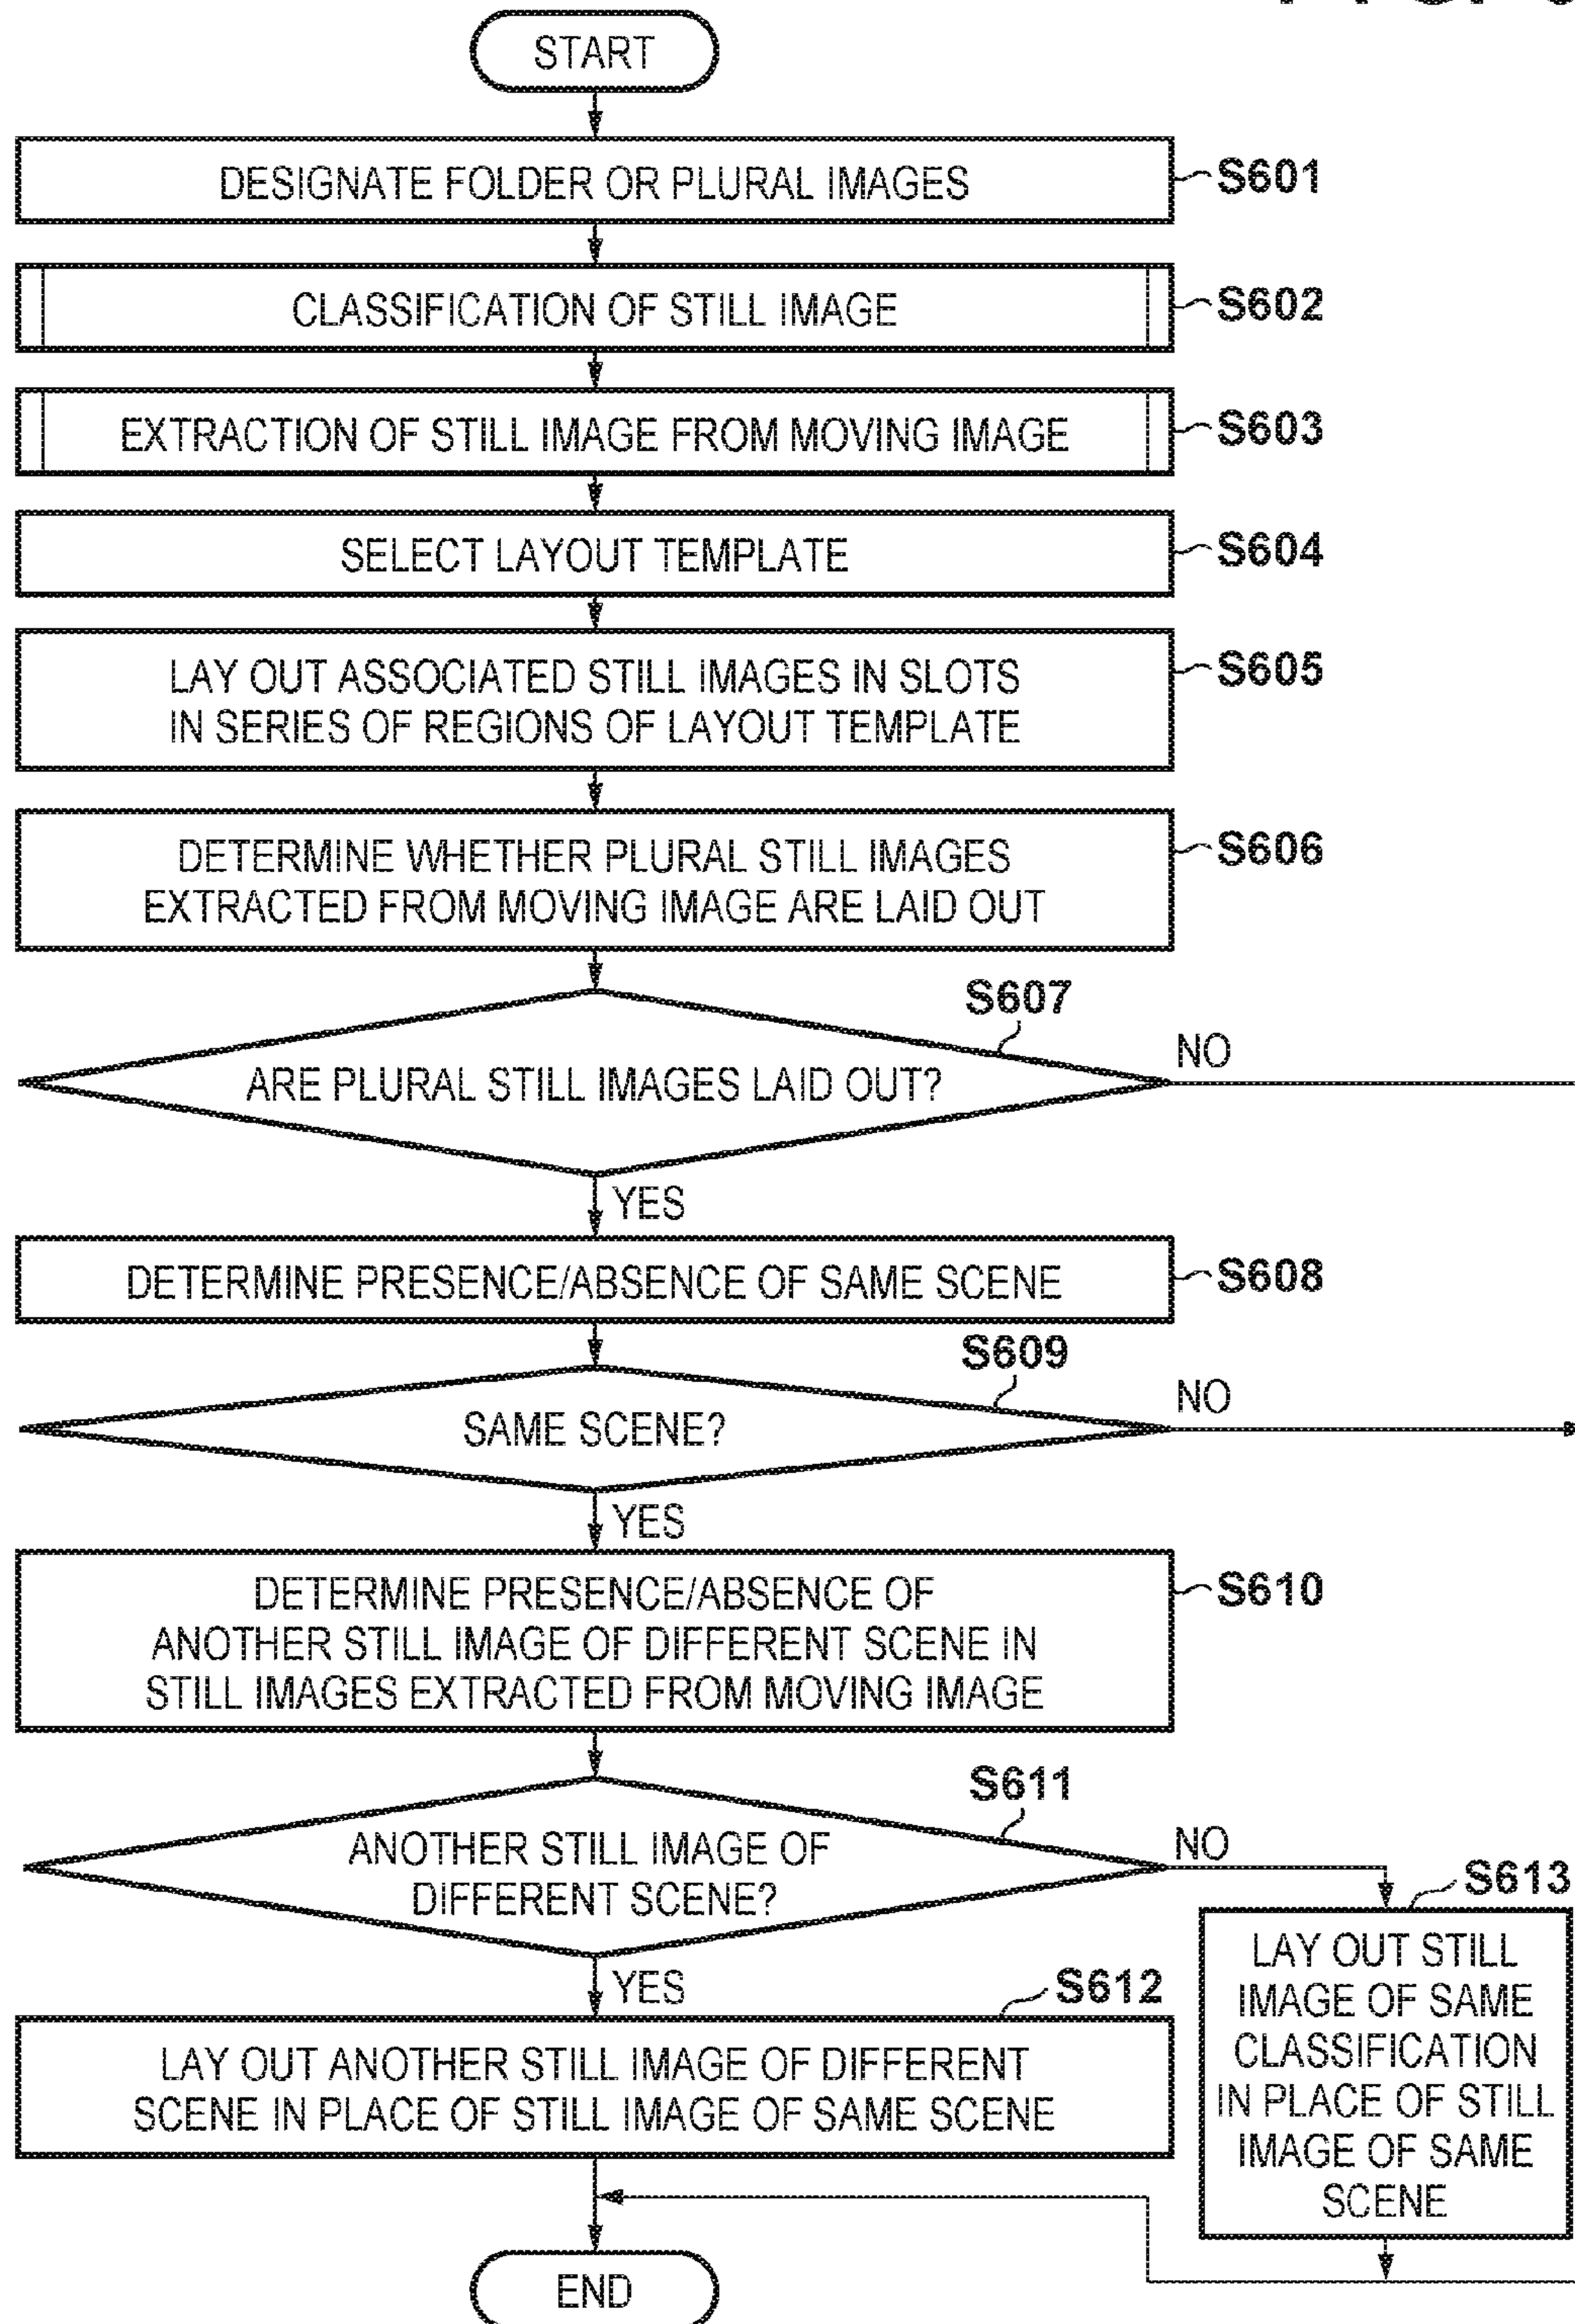 START
DESIGNATE FOLDER OR PLURAL IMAGES
S601
CLASSIFICATION OF STILL IMAGE
S602
EXTRACTION OF STILL IMAGE FROM MOVING IMAGE
S603
SELECT LAYOUT TEMPLATE
S604
LAY OUT ASSOCIATED STILL IMAGES IN SLOTS
IN SERIES OF REGIONS OF LAYOUT TEMPLATE
S605
DETERMINE WHETHER PLURAL STILL IMAGES
EXTRACTED FROM MOVING IMAGE ARE LAID OUT
S606
S607
ARE PLURAL STILL IMAGES LAID OUT?
NO
YES
DETERMINE PRESENCE/ABSENCE OF SAME SCENE
S608
S609
SAME SCENE?
NO
YES
DETERMINE PRESENCE/ABSENCE OF
ANOTHER STILL IMAGE OF DIFFERENT SCENE IN
STILL IMAGES EXTRACTED FROM MOVING IMAGE
S610
S611
ANOTHER STILL IMAGE OF
DIFFERENT SCENE?
NO
YES
S612
LAY OUT ANOTHER STILL IMAGE OF DIFFERENT
SCENE IN PLACE OF STILL IMAGE OF SAME SCENE
S613
LAY OUT STILL
IMAGE OF SAME
CLASSIFICATION
IN PLACE OF STILL
IMAGE OF SAME
SCENE
END